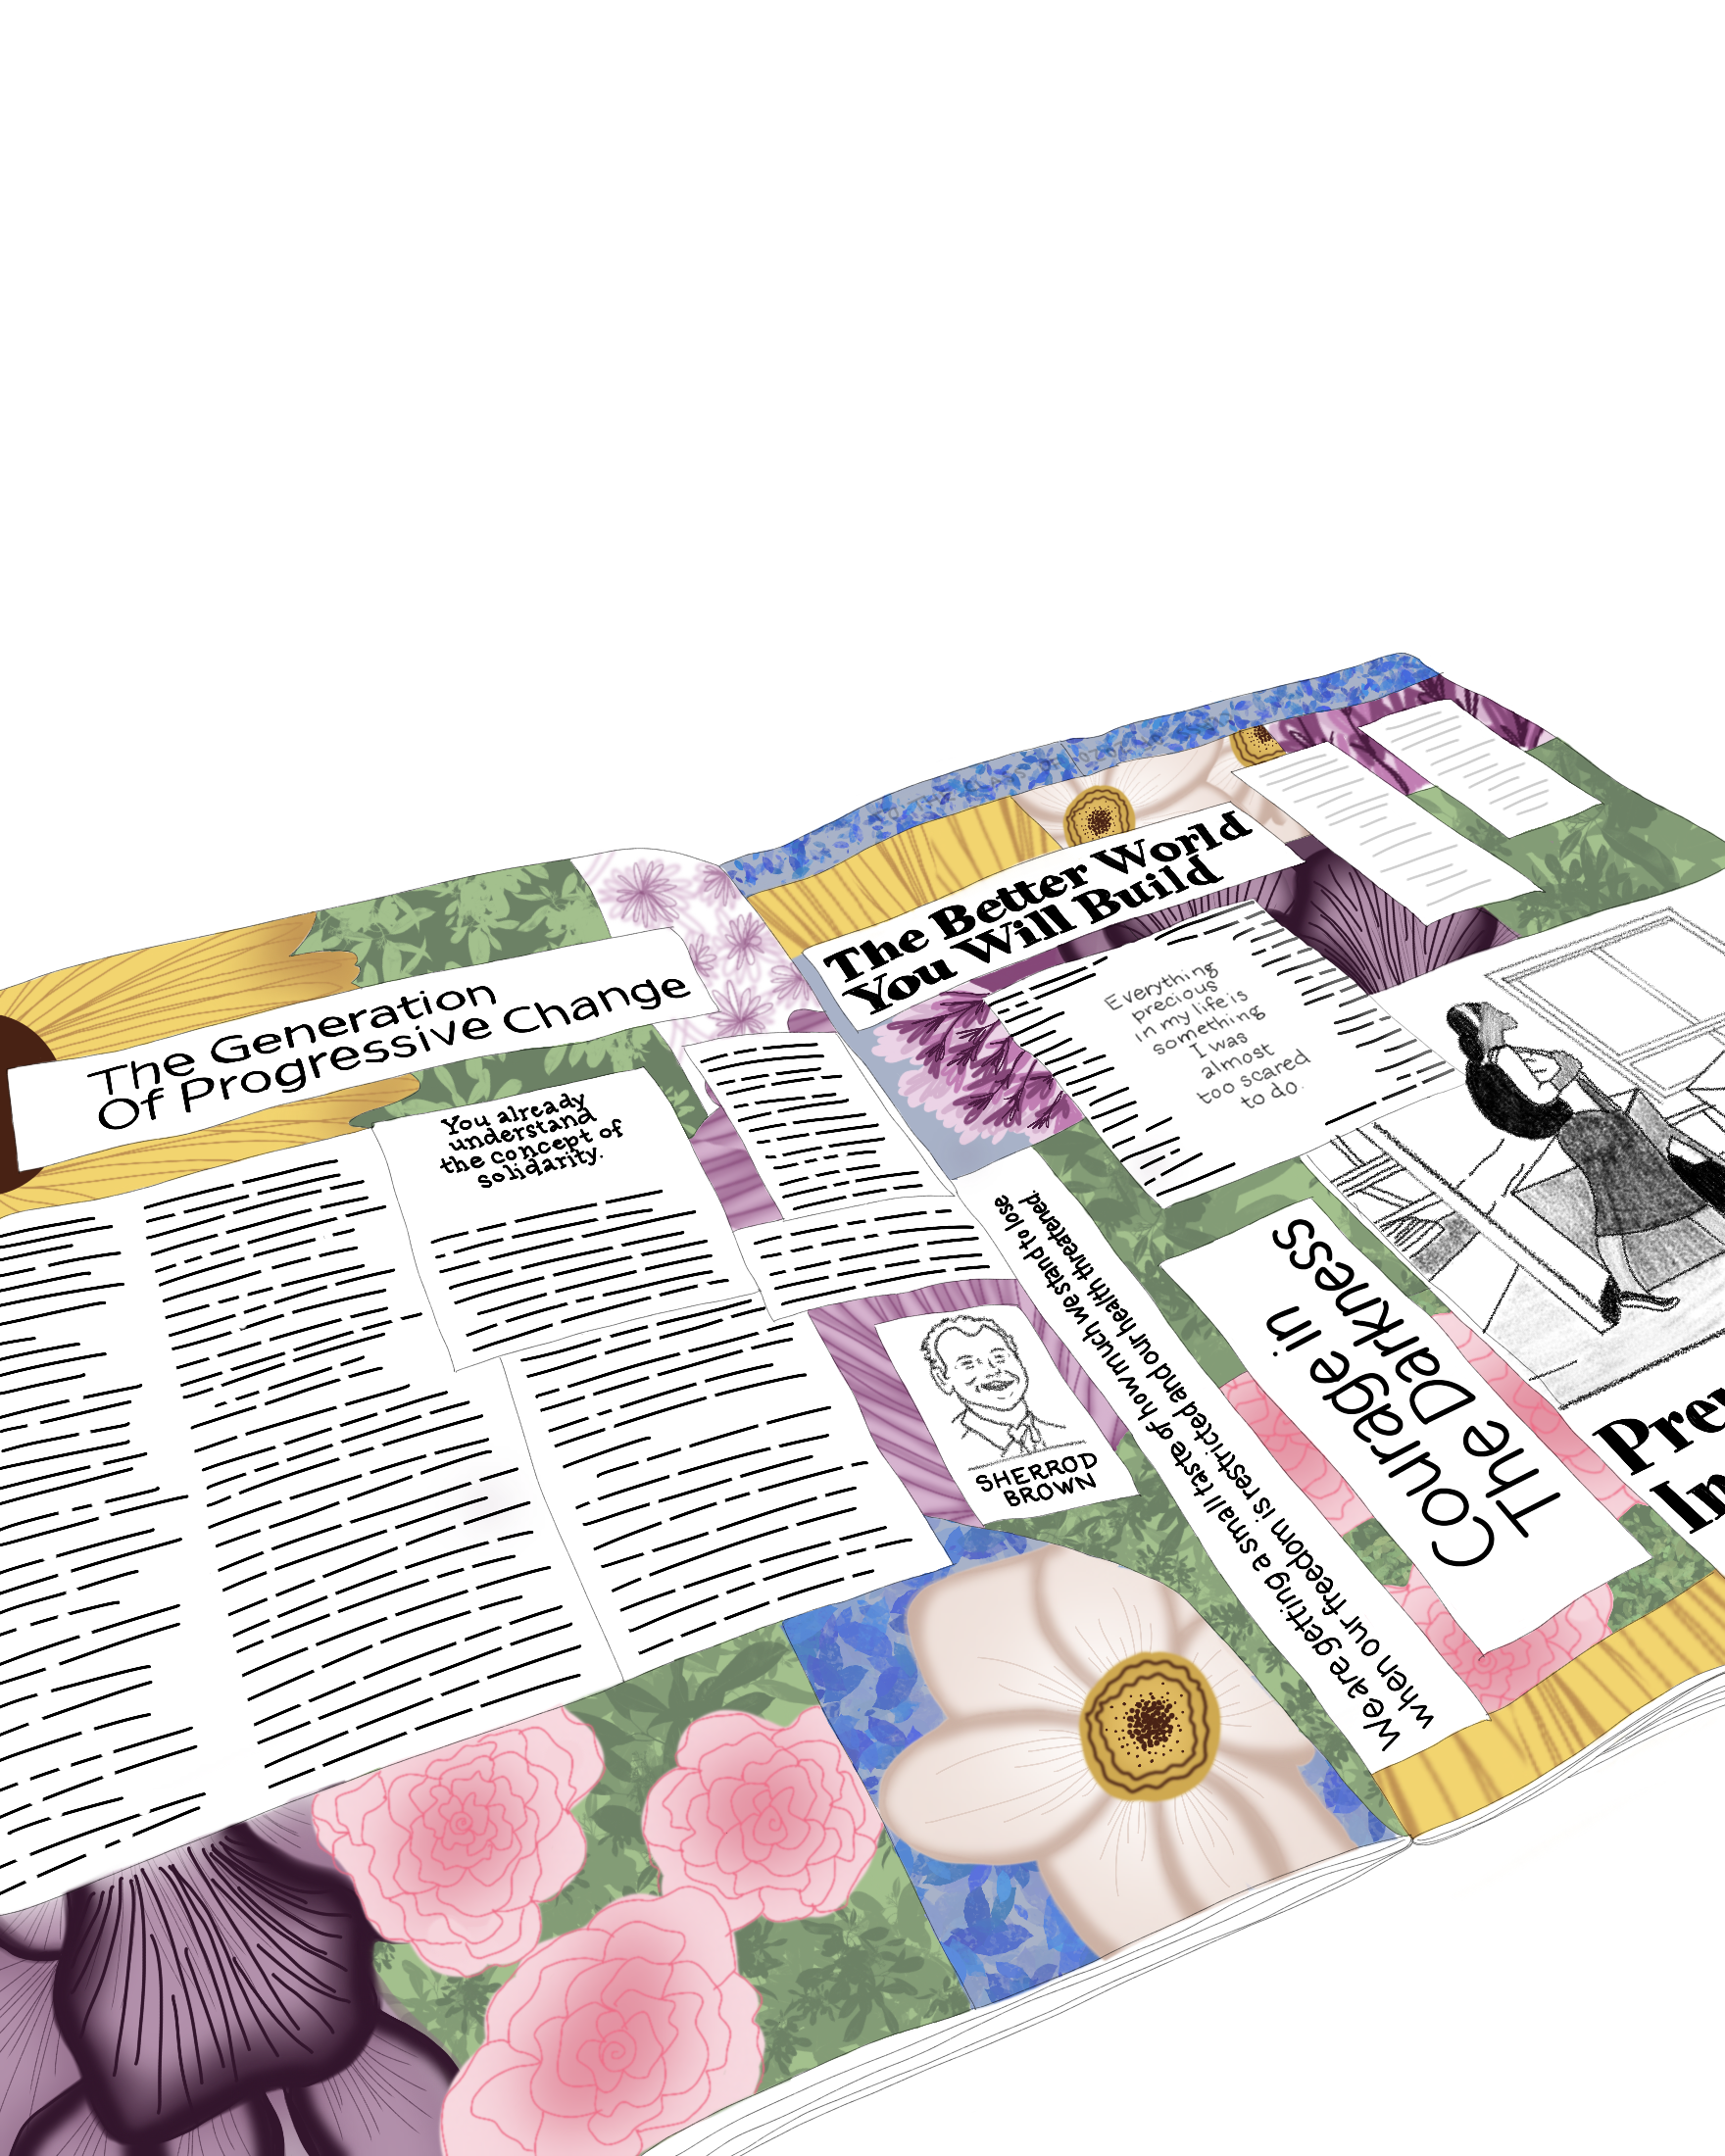 The Generation
Of Progressive Change
You already
understand
the concept of
solidarity.
SHERROD
BROWN
The Better World
You Will Build
Everything
precious
in my life is
something
I was
almost
too scared
to do.
We are getting a small taste of how much we stand to lose
when our freedom is restricted and our health threatened.
Courage in
The Darkness